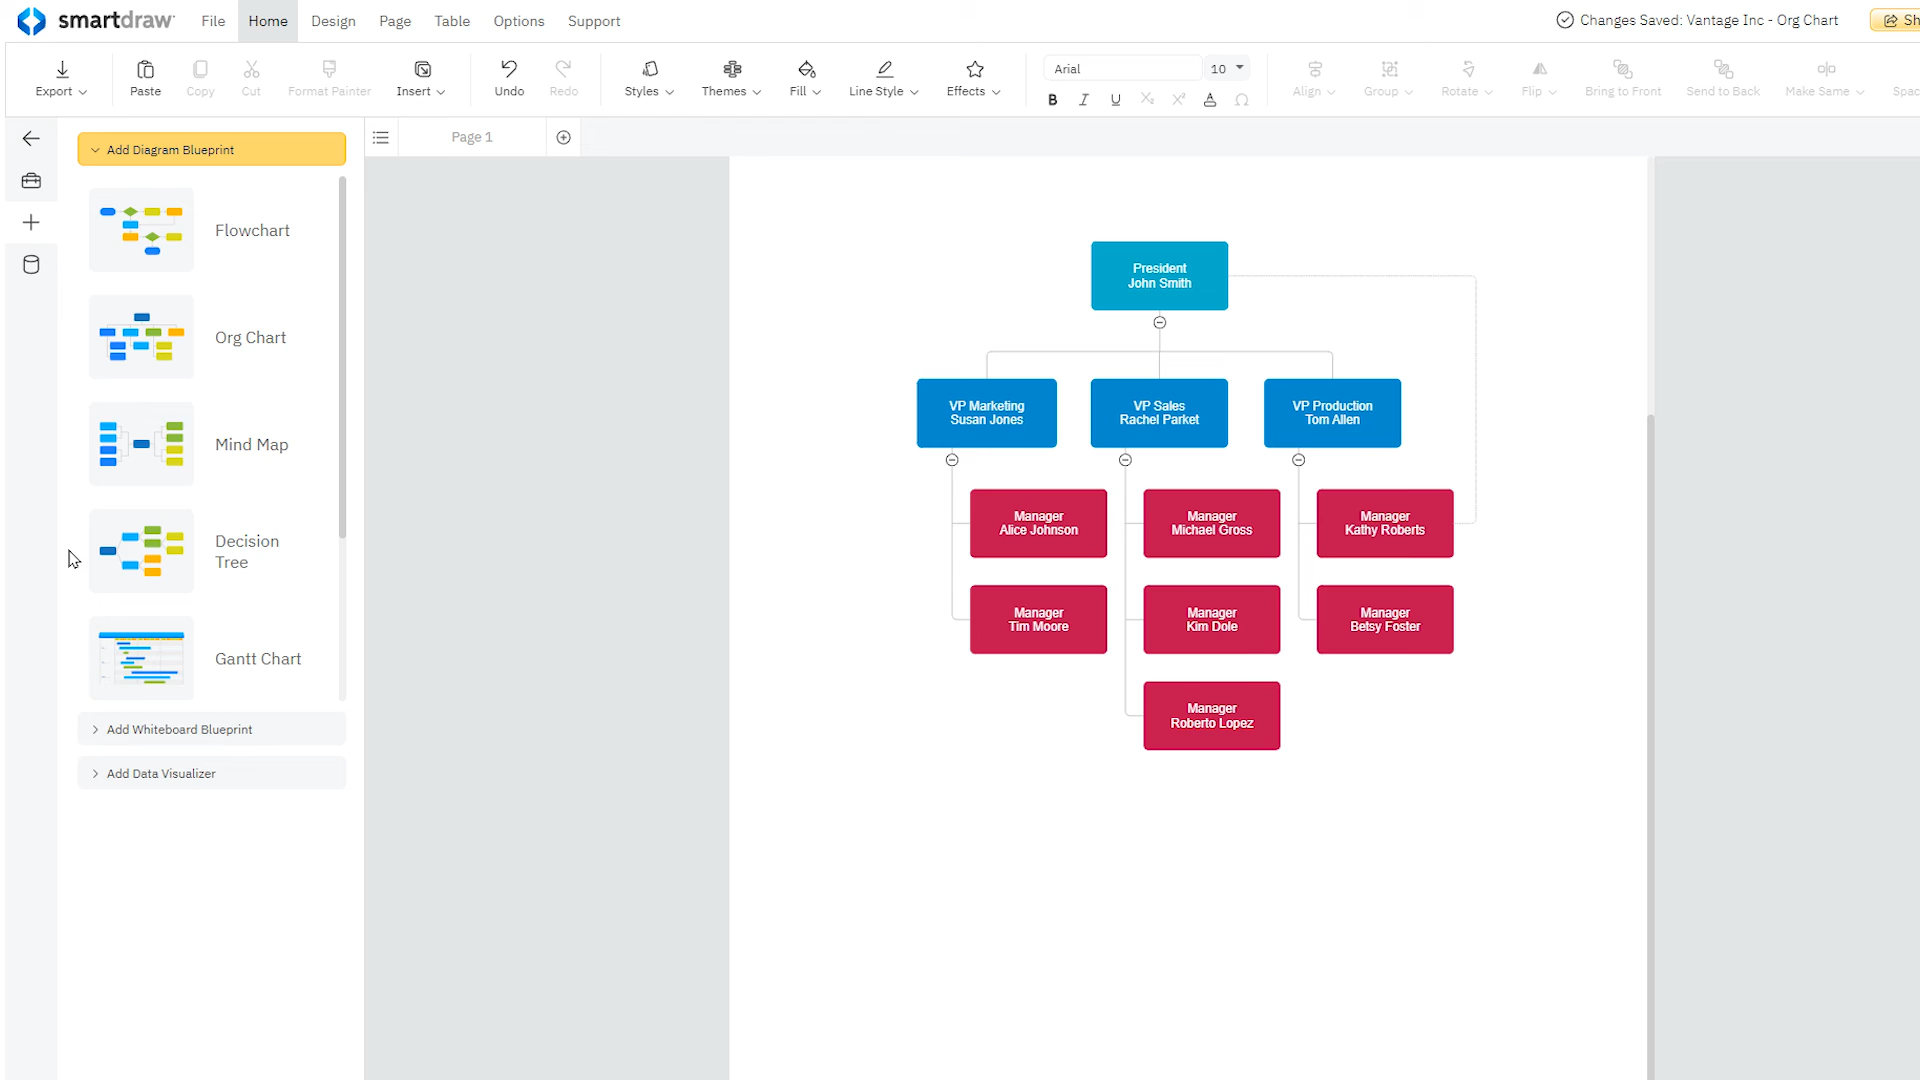 smartdraw
File
Home
Design
Page
Table
Options
Support
Changes Saved: Vantage Inc - Org Chart
Export
Paste
Copy
Cut
Format Painter
Insert
Undo
Redo
Styles
Themes
Fill
Line Style
Effects
Arial
10
B
I
U
X₂
X²
A
Ω
Align
Group
Rotate
Flip
Bring to Front
Send to Back
Make Same
Add Diagram Blueprint
Page 1
Flowchart
Org Chart
Mind Map
Decision
Tree
Gantt Chart
Add Whiteboard Blueprint
Add Data Visualizer
President
John Smith
VP Marketing
Susan Jones
VP Sales
Rachel Parket
VP Production
Tom Allen
Manager
Alice Johnson
Manager
Michael Gross
Manager
Kathy Roberts
Manager
Tim Moore
Manager
Kim Dole
Manager
Betsy Foster
Manager
Roberto Lopez